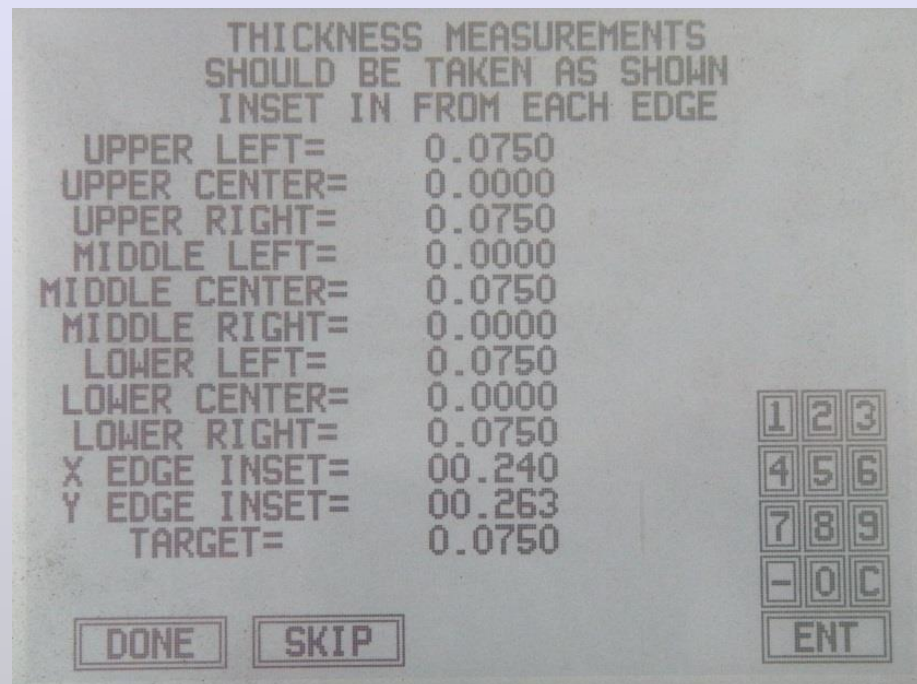 THICKNESS MEASUREMENTS
SHOULD BE TAKEN AS SHOWN
INSET IN FROM EACH EDGE
UPPER LEFT= 0.0750
UPPER CENTER= 0.0000
UPPER RIGHT= 0.0750
MIDDLE LEFT= 0.0000
MIDDLE CENTER= 0.0750
MIDDLE RIGHT= 0.0000
LOWER LEFT= 0.0750
LOWER CENTER= 0.0000
LOWER RIGHT= 0.0750
X EDGE INSET= 00.240
Y EDGE INSET= 00.263
TARGET= 0.0750
1 2 3
4 5 6
7 8 9
- 0 C
DONE SKIP ENT